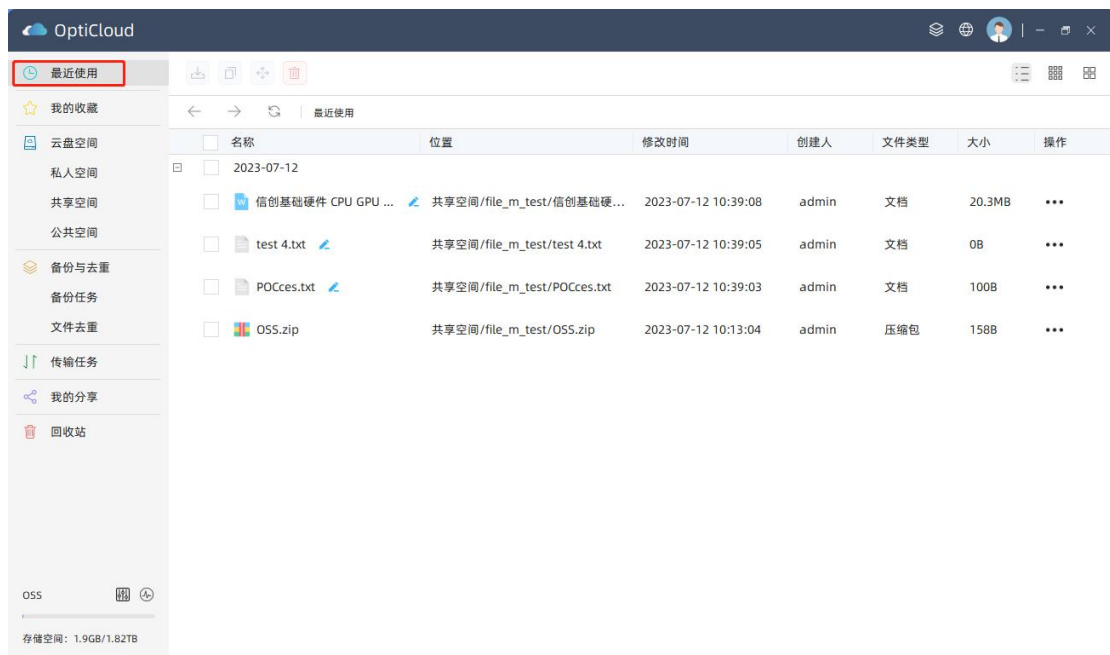 OptiCloud
最近使用
我的收藏
云盘空间
私人空间
共享空间
公共空间
备份与去重
备份任务
文件去重
传输任务
我的分享
回收站
OSS
存储空间：1.9GB/1.82TB
最近使用
名称 位置 修改时间 创建人 文件类型 大小 操作
2023-07-12
信创基础硬件 CPU GPU ... 共享空间/file_m_test/信创基础硬... 2023-07-12 10:39:08 admin 文档 20.3MB
test 4.txt 共享空间/file_m_test/test 4.txt 2023-07-12 10:39:05 admin 文档 0B
POCces.txt 共享空间/file_m_test/POCces.txt 2023-07-12 10:39:03 admin 文档 100B
OSS.zip 共享空间/file_m_test/OSS.zip 2023-07-12 10:13:04 admin 压缩包 158B